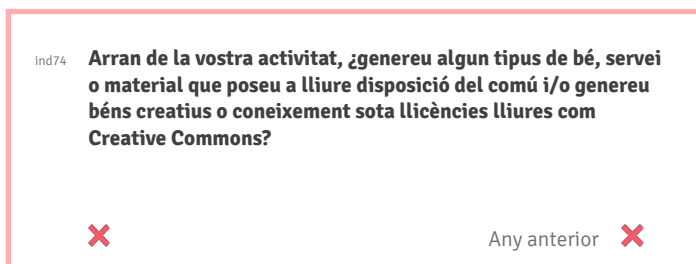 ind74 Arran de la vostra activitat, ¿genereu algun tipus de bé, servei
o material que poseu a lliure disposició del comú i/o genereu
béns creatius o coneixement sota llicències lliures com
Creative Commons?
Any anterior